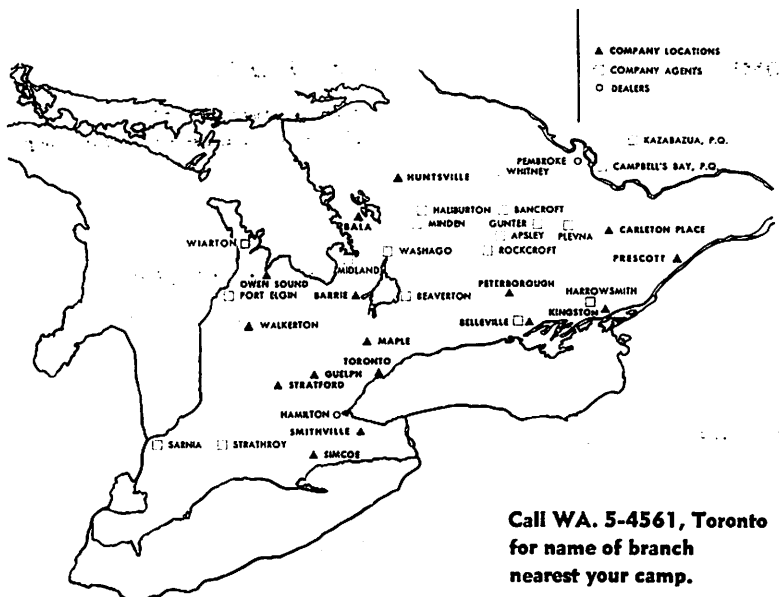 COMPANY LOCATIONS
COMPANY AGENTS
DEALERS
KAZABAZUA, P.Q.
PEMBROKE
WHITNEY
CAMPBELL'S BAY, P.Q.
HUNTSVILLE
HALIBURTON
BANCROFT
BALA
MINDEN
GUNTER
PLEVNA
CARLETON PLACE
APSLEY
WIARTON
WASHAGO
ROCKCROFT
PRESCOTT
MIDLAND
OWEN SOUND
PORT ELGIN
BARRIE
BEAVERTON
PETERBOROUGH
HARROWSMITH
KINGSTON
BELLEVILLE
WALKERTON
MAPLE
TORONTO
GUELPH
STRATFORD
HAMILTON
SMITHVILLE
SARNIA
STRATHROY
SIMCOE
Call WA. 5-4561, Toronto
for name of branch
nearest your camp.